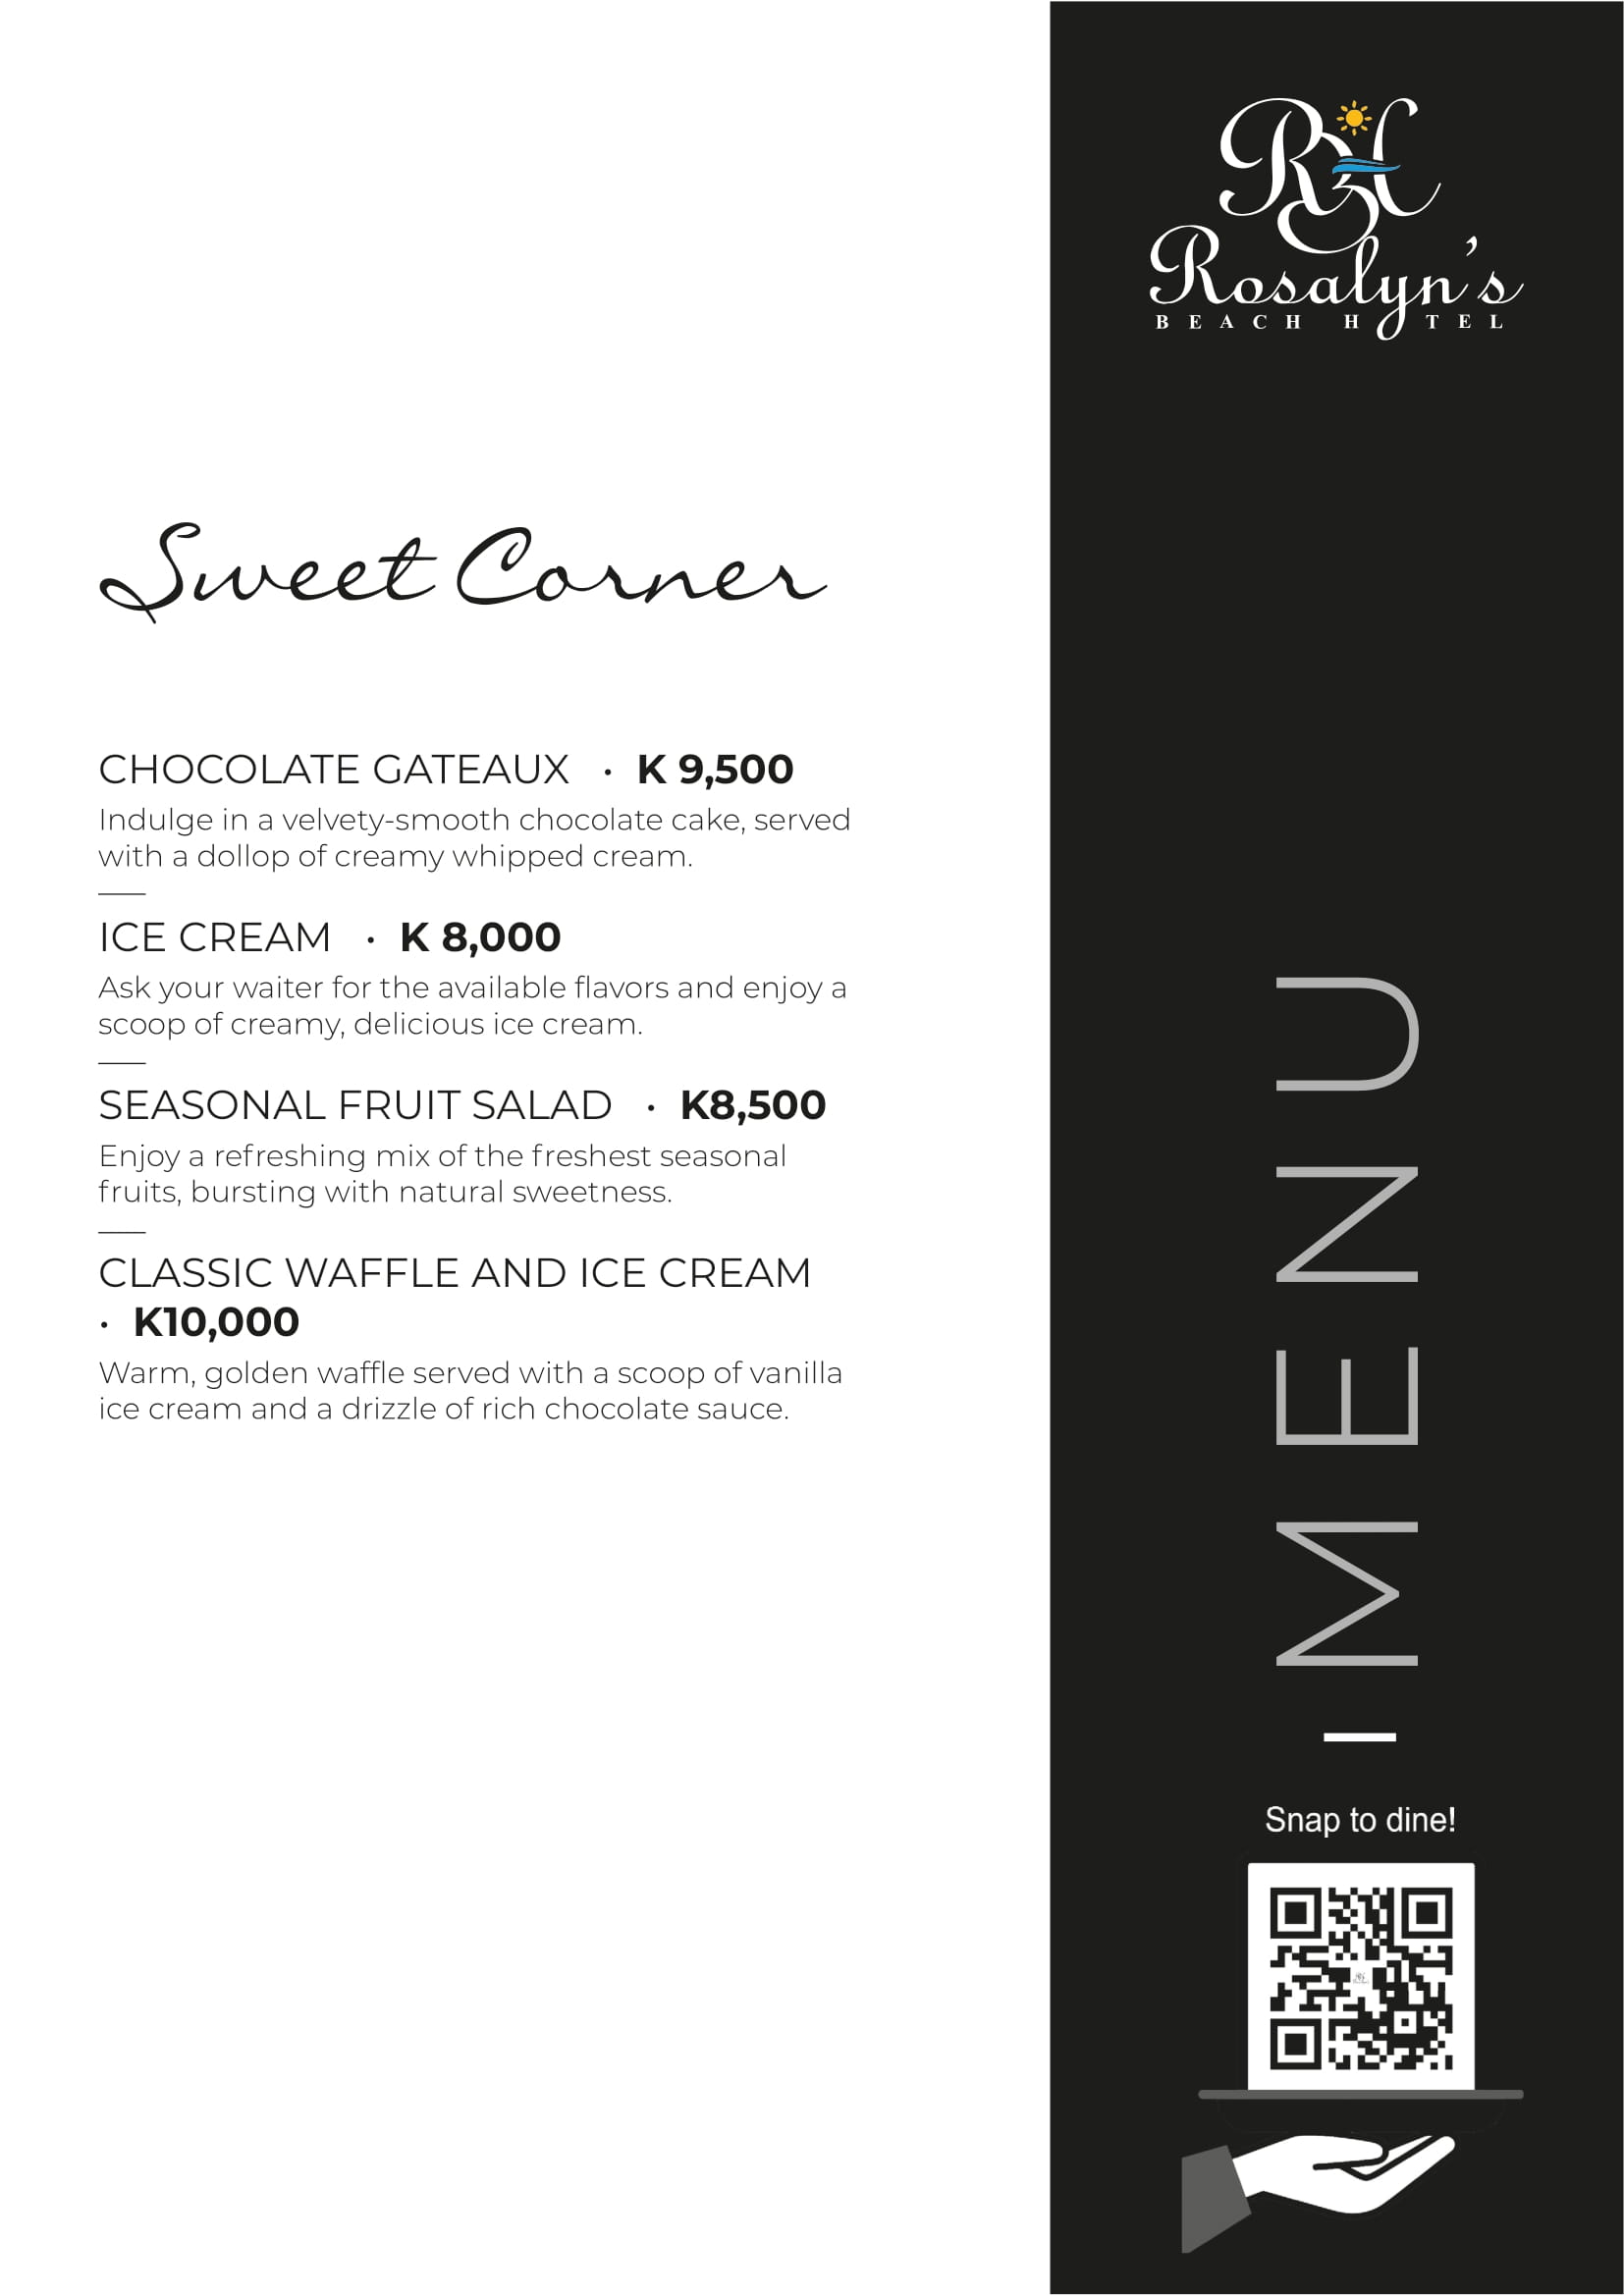 RBH
Rosalyn's
BEACH HOTEL
Sweet Corner
CHOCOLATE GATEAUX • K 9,500
Indulge in a velvety-smooth chocolate cake, served
with a dollop of creamy whipped cream.
ICE CREAM • K 8,000
Ask your waiter for the available flavors and enjoy a
scoop of creamy, delicious ice cream.
SEASONAL FRUIT SALAD • K8,500
Enjoy a refreshing mix of the freshest seasonal
fruits, bursting with natural sweetness.
CLASSIC WAFFLE AND ICE CREAM
• K10,000
Warm, golden waffle served with a scoop of vanilla
ice cream and a drizzle of rich chocolate sauce.
MENU
Snap to dine!